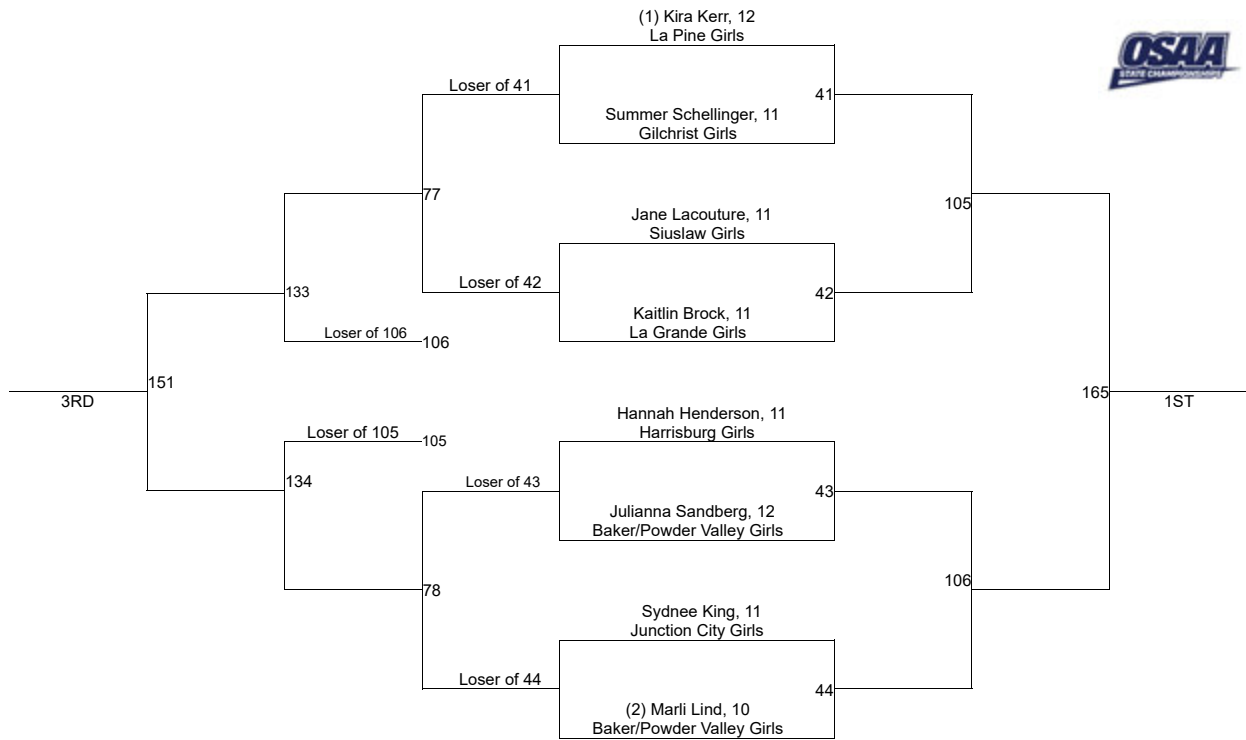 (1) Kira Kerr, 12
La Pine Girls
OSAA
STATE CHAMPIONSHIPS
Loser of 41
41
Summer Schellinger, 11
Gilchrist Girls
77
105
Jane Lacouture, 11
Siuslaw Girls
Loser of 42
42
133
Kaitlin Brock, 11
La Grande Girls
Loser of 106
106
151
3RD
165
1ST
Hannah Henderson, 11
Harrisburg Girls
Loser of 105
105
134
Loser of 43
43
Julianna Sandberg, 12
Baker/Powder Valley Girls
78
106
Sydnee King, 11
Junction City Girls
Loser of 44
44
(2) Marli Lind, 10
Baker/Powder Valley Girls